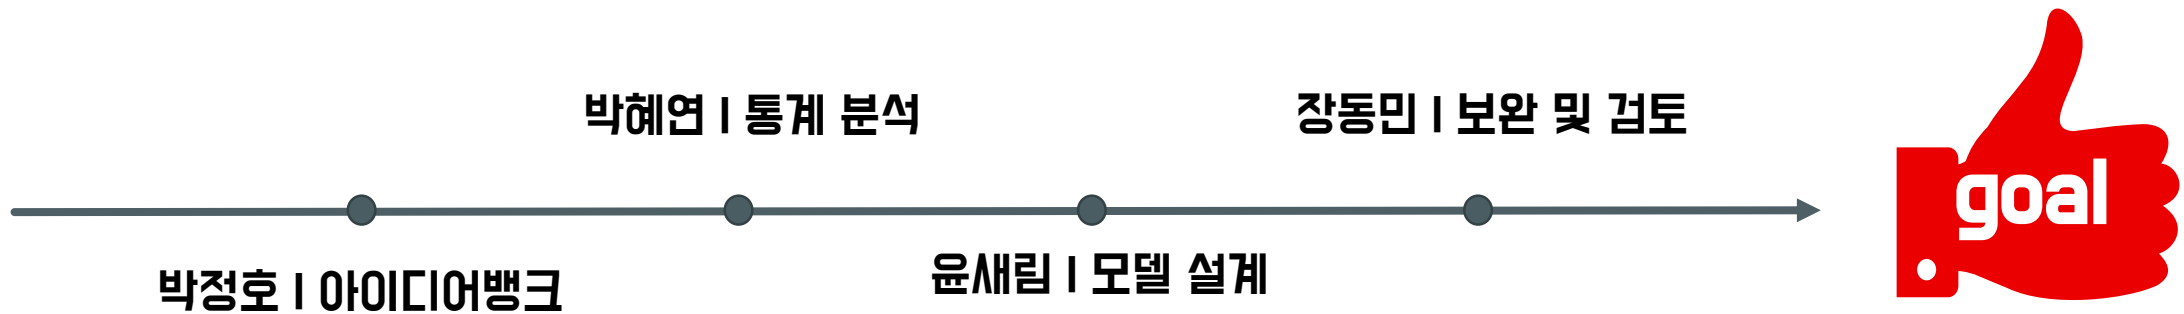 박혜연 | 통계 분석
장동민 | 보완 및 검토
goal
박정호 | 아이디어뱅크
윤새림 | 모델 설계